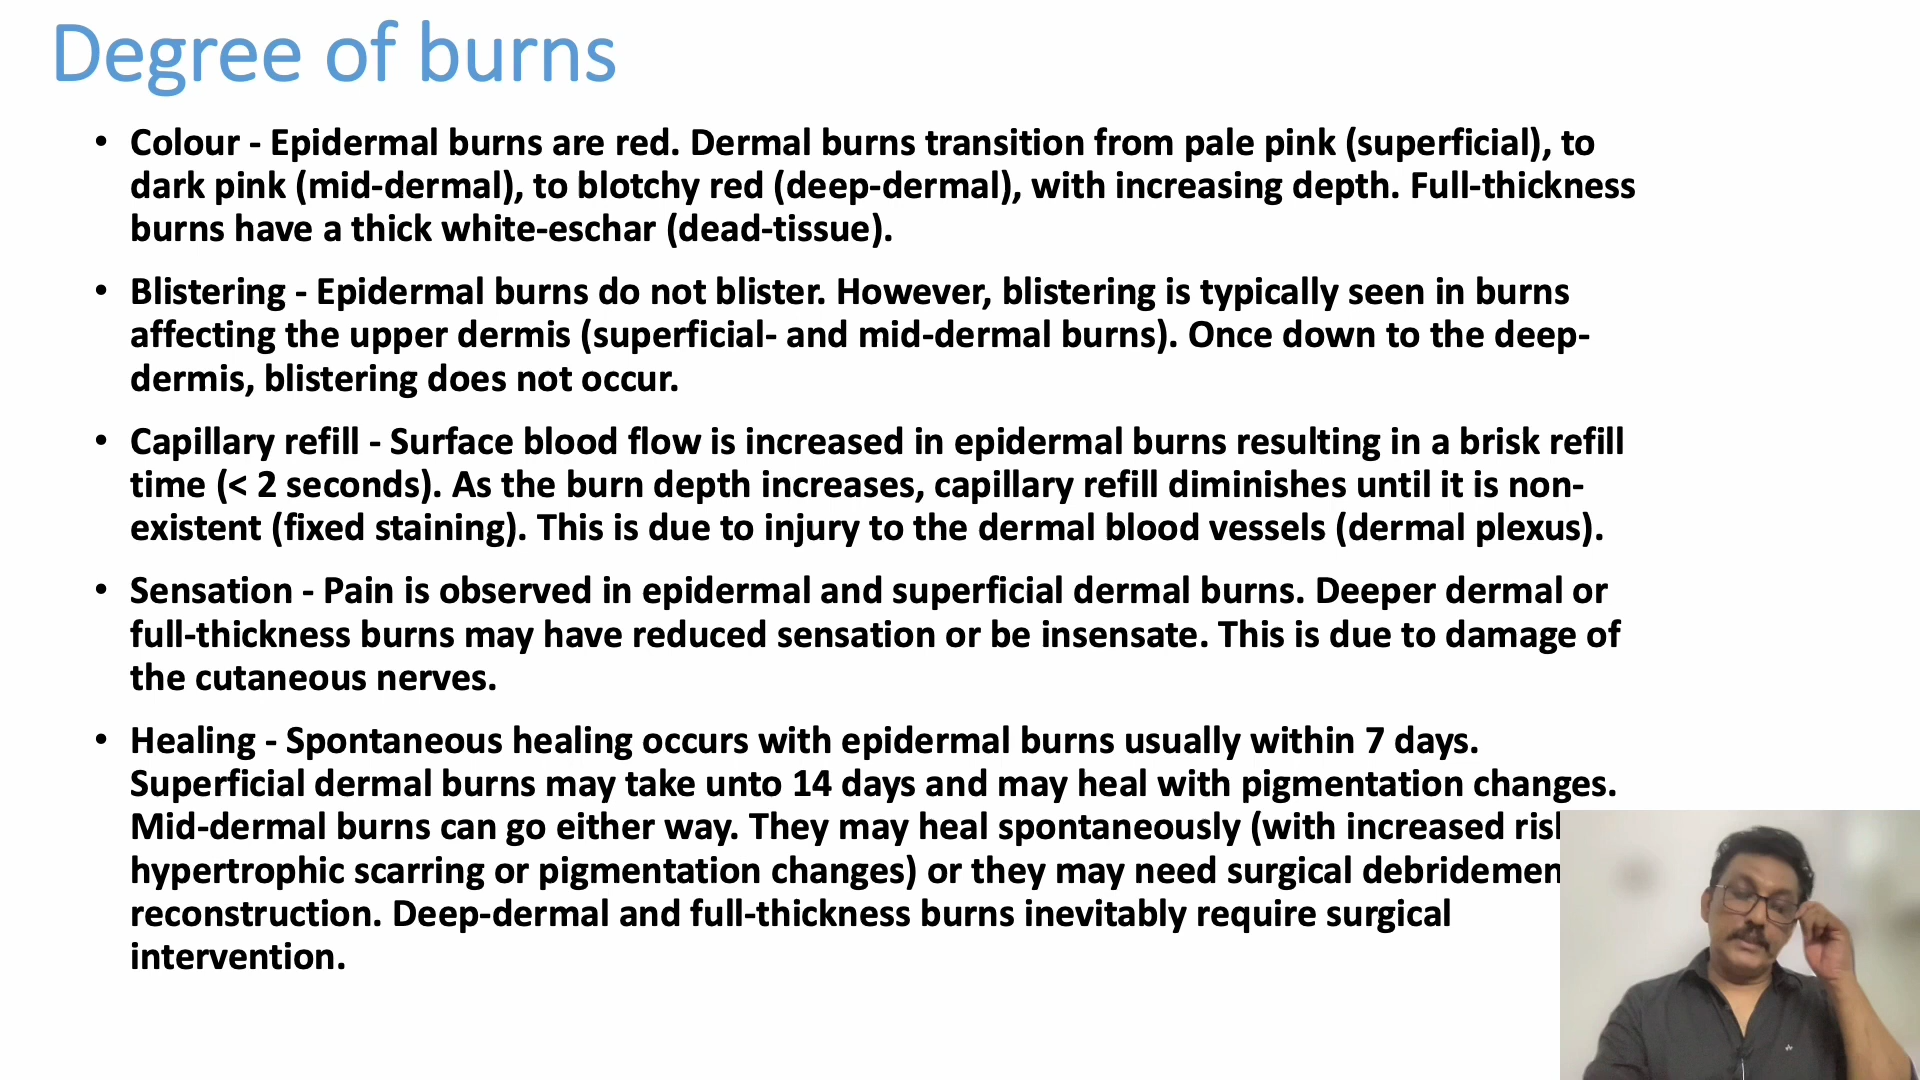 Degree of burns
• Colour - Epidermal burns are red. Dermal burns transition from pale pink (superficial), to
dark pink (mid-dermal), to blotchy red (deep-dermal), with increasing depth. Full-thickness
burns have a thick white-eschar (dead-tissue).
• Blistering - Epidermal burns do not blister. However, blistering is typically seen in burns
affecting the upper dermis (superficial- and mid-dermal burns). Once down to the deep-
dermis, blistering does not occur.
• Capillary refill - Surface blood flow is increased in epidermal burns resulting in a brisk refill
time (< 2 seconds). As the burn depth increases, capillary refill diminishes until it is non-
existent (fixed staining). This is due to injury to the dermal blood vessels (dermal plexus).
• Sensation - Pain is observed in epidermal and superficial dermal burns. Deeper dermal or
full-thickness burns may have reduced sensation or be insensate. This is due to damage of
the cutaneous nerves.
• Healing - Spontaneous healing occurs with epidermal burns usually within 7 days.
Superficial dermal burns may take unto 14 days and may heal with pigmentation changes.
Mid-dermal burns can go either way. They may heal spontaneously (with increased
hypertrophic scarring or pigmentation changes) or they may need surgical
reconstruction. Deep-dermal and full-thickness burns inevitably require surgical
intervention.